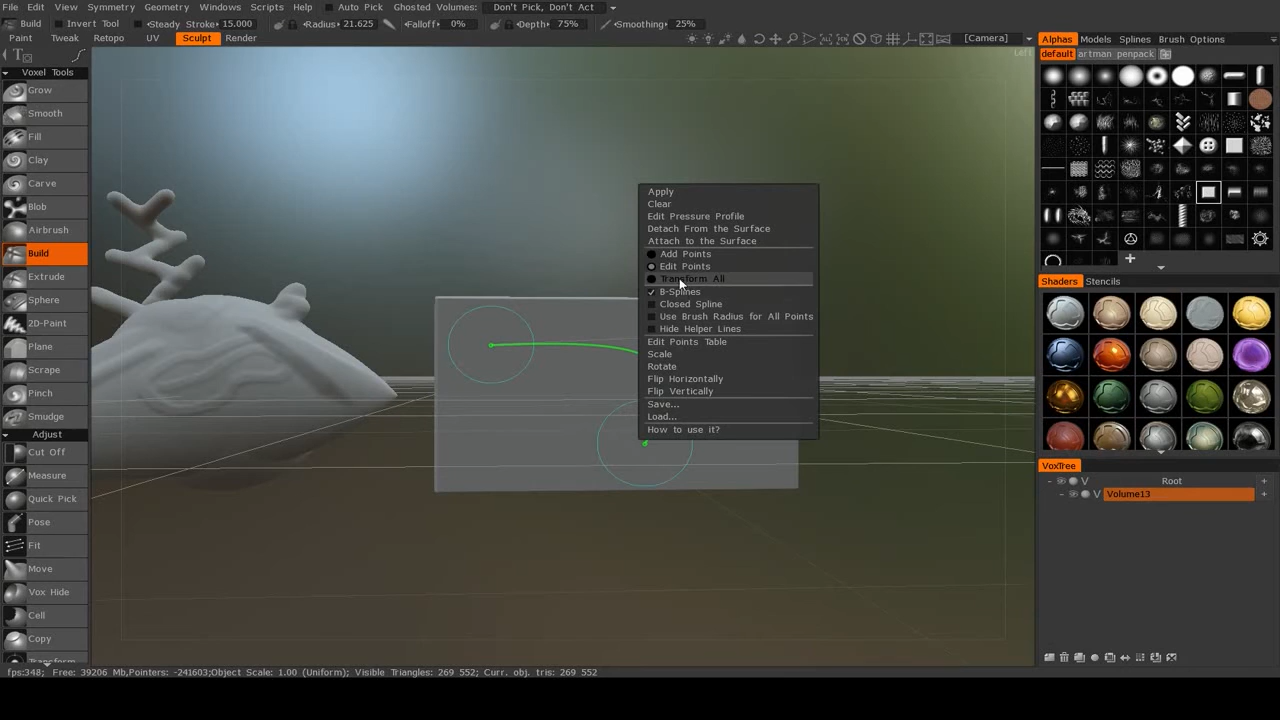 File Edit View Symmetry Geometry Windows Scripts Help Auto Pick Ghosted Volumes: Don't Pick, Don't Act
Build Invert Tool Steady Stroke 15.000 Radius 21.625 Falloff 0% Depth 75% Smoothing 25%
Paint Tweak Retopo UV Sculpt Render [Camera]
Left
Voxel Tools
Grow
Smooth
Fill
Clay
Carve
Blob
Airbrush
Build
Extrude
Sphere
2D-Paint
Plane
Scrape
Pinch
Smudge
Adjust
Cut Off
Measure
Quick Pick
Pose
Fit
Move
Vox Hide
Cell
Copy
Transform
Apply
Clear
Edit Pressure Profile
Detach From the Surface
Attach to the Surface
Add Points
Edit Points
Transform All
B-Splines
Closed Spline
Use Brush Radius for All Points
Hide Helper Lines
Edit Points Table
Scale
Rotate
Flip Horizontally
Flip Vertically
Save...
Load...
How to use it?
Alphas Models Splines Brush Options
default artman penpack
Shaders Stencils
VoxTree
V Root
V Volume13
fps:348; Free: 39206 Mb,Pointers: -241603;Object Scale: 1.00 (Uniform); Visible Triangles: 269 552; Curr. obj. tris: 269 552